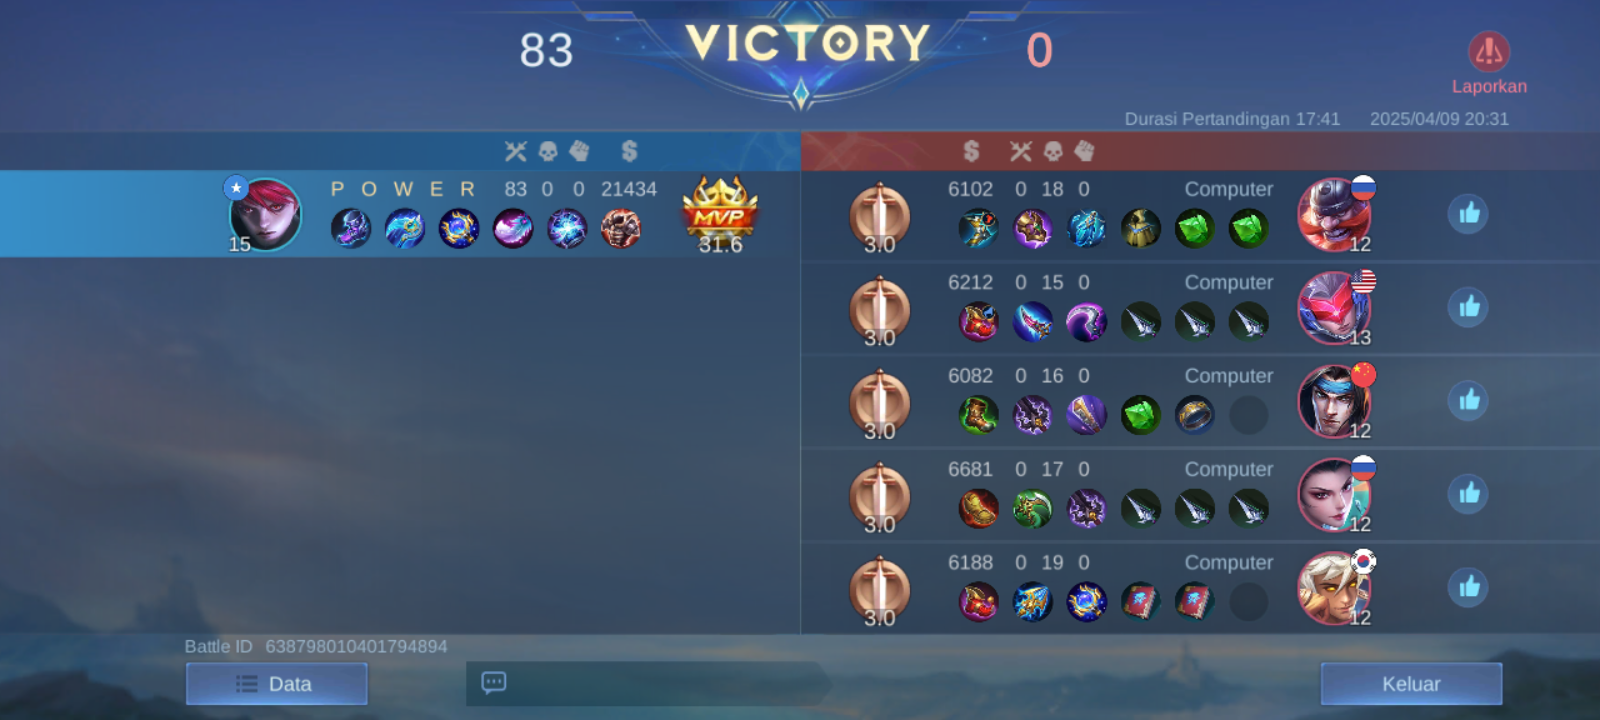 83 VICTORY 0
Laporkan
Durasi Pertandingan 17:41 2025/04/09 20:31
P O W E R 83 0 0 21434
15 MVP 31.6
6102 0 18 0 Computer
3.0 12
6212 0 15 0 Computer
3.0 13
6082 0 16 0 Computer
3.0 12
6681 0 17 0 Computer
3.0 12
6188 0 19 0 Computer
3.0 12
Battle ID 638798010401794894
Data
Keluar